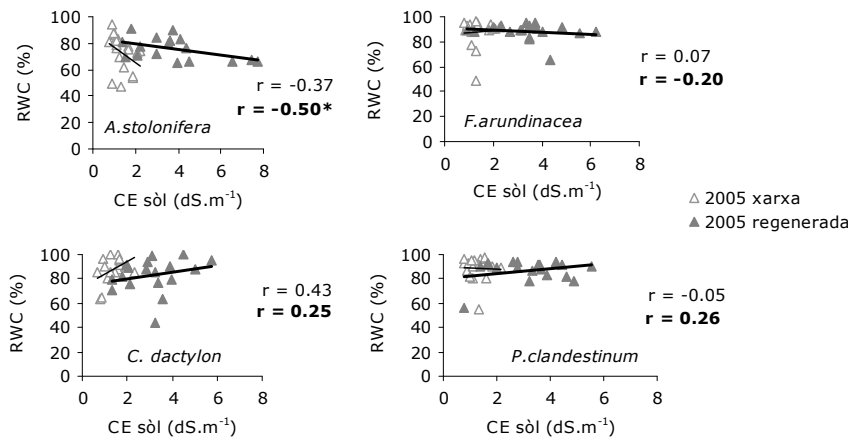 100
80
60
40
20
0
RWC (%)
A.stolonifera
r = -0.37
r = -0.50*
0 2 4 6 8
CE sòl (dS.m-1)
100
80
60
40
20
0
RWC (%)
F.arundinacea
r = 0.07
r = -0.20
0 2 4 6 8
CE sòl (dS.m-1)
2005 xarxa
2005 regenerada
100
80
60
40
20
0
RWC (%)
C. dactylon
r = 0.43
r = 0.25
0 2 4 6 8
CE sòl (dS.m-1)
100
80
60
40
20
0
RWC (%)
P.clandestinum
r = -0.05
r = 0.26
0 2 4 6 8
CE sòl (dS.m-1)